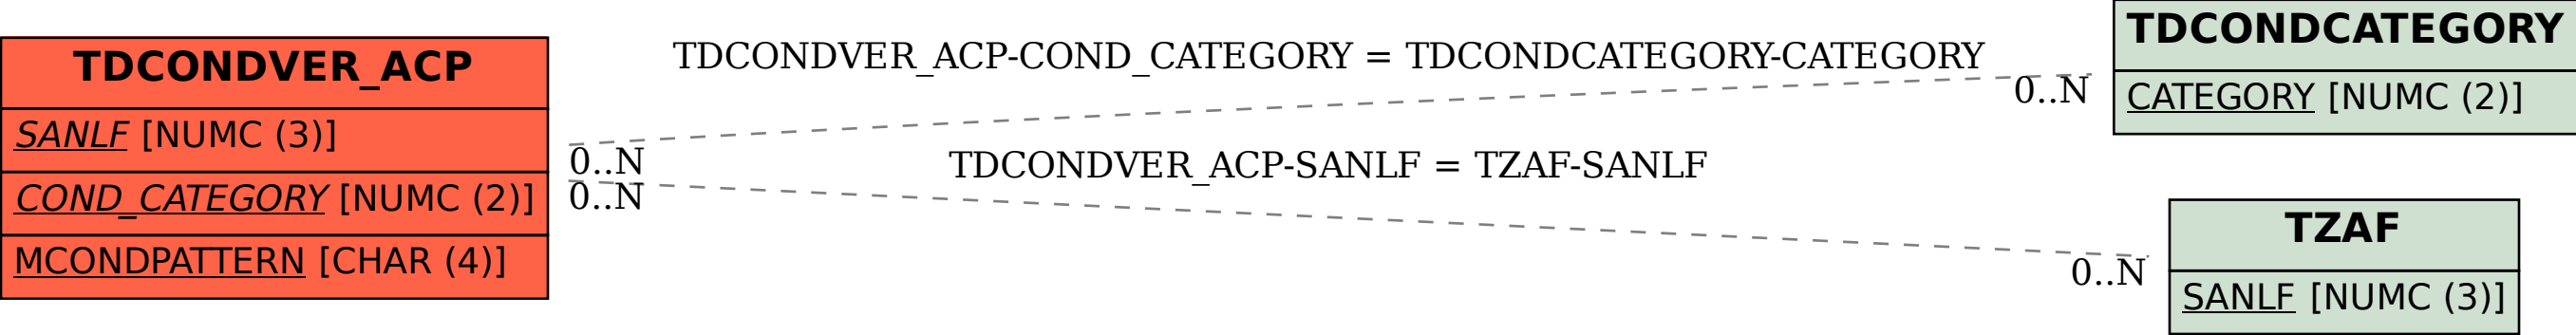 TDCONDVER_ACP
SANLF [NUMC (3)]
COND_CATEGORY [NUMC (2)]
MCONDPATTERN [CHAR (4)]
TDCONDVER_ACP-COND_CATEGORY = TDCONDCATEGORY-CATEGORY
0..N
0..N
TDCONDVER_ACP-SANLF = TZAF-SANLF
0..N
0..N
TDCONDCATEGORY
CATEGORY [NUMC (2)]
TZAF
SANLF [NUMC (3)]